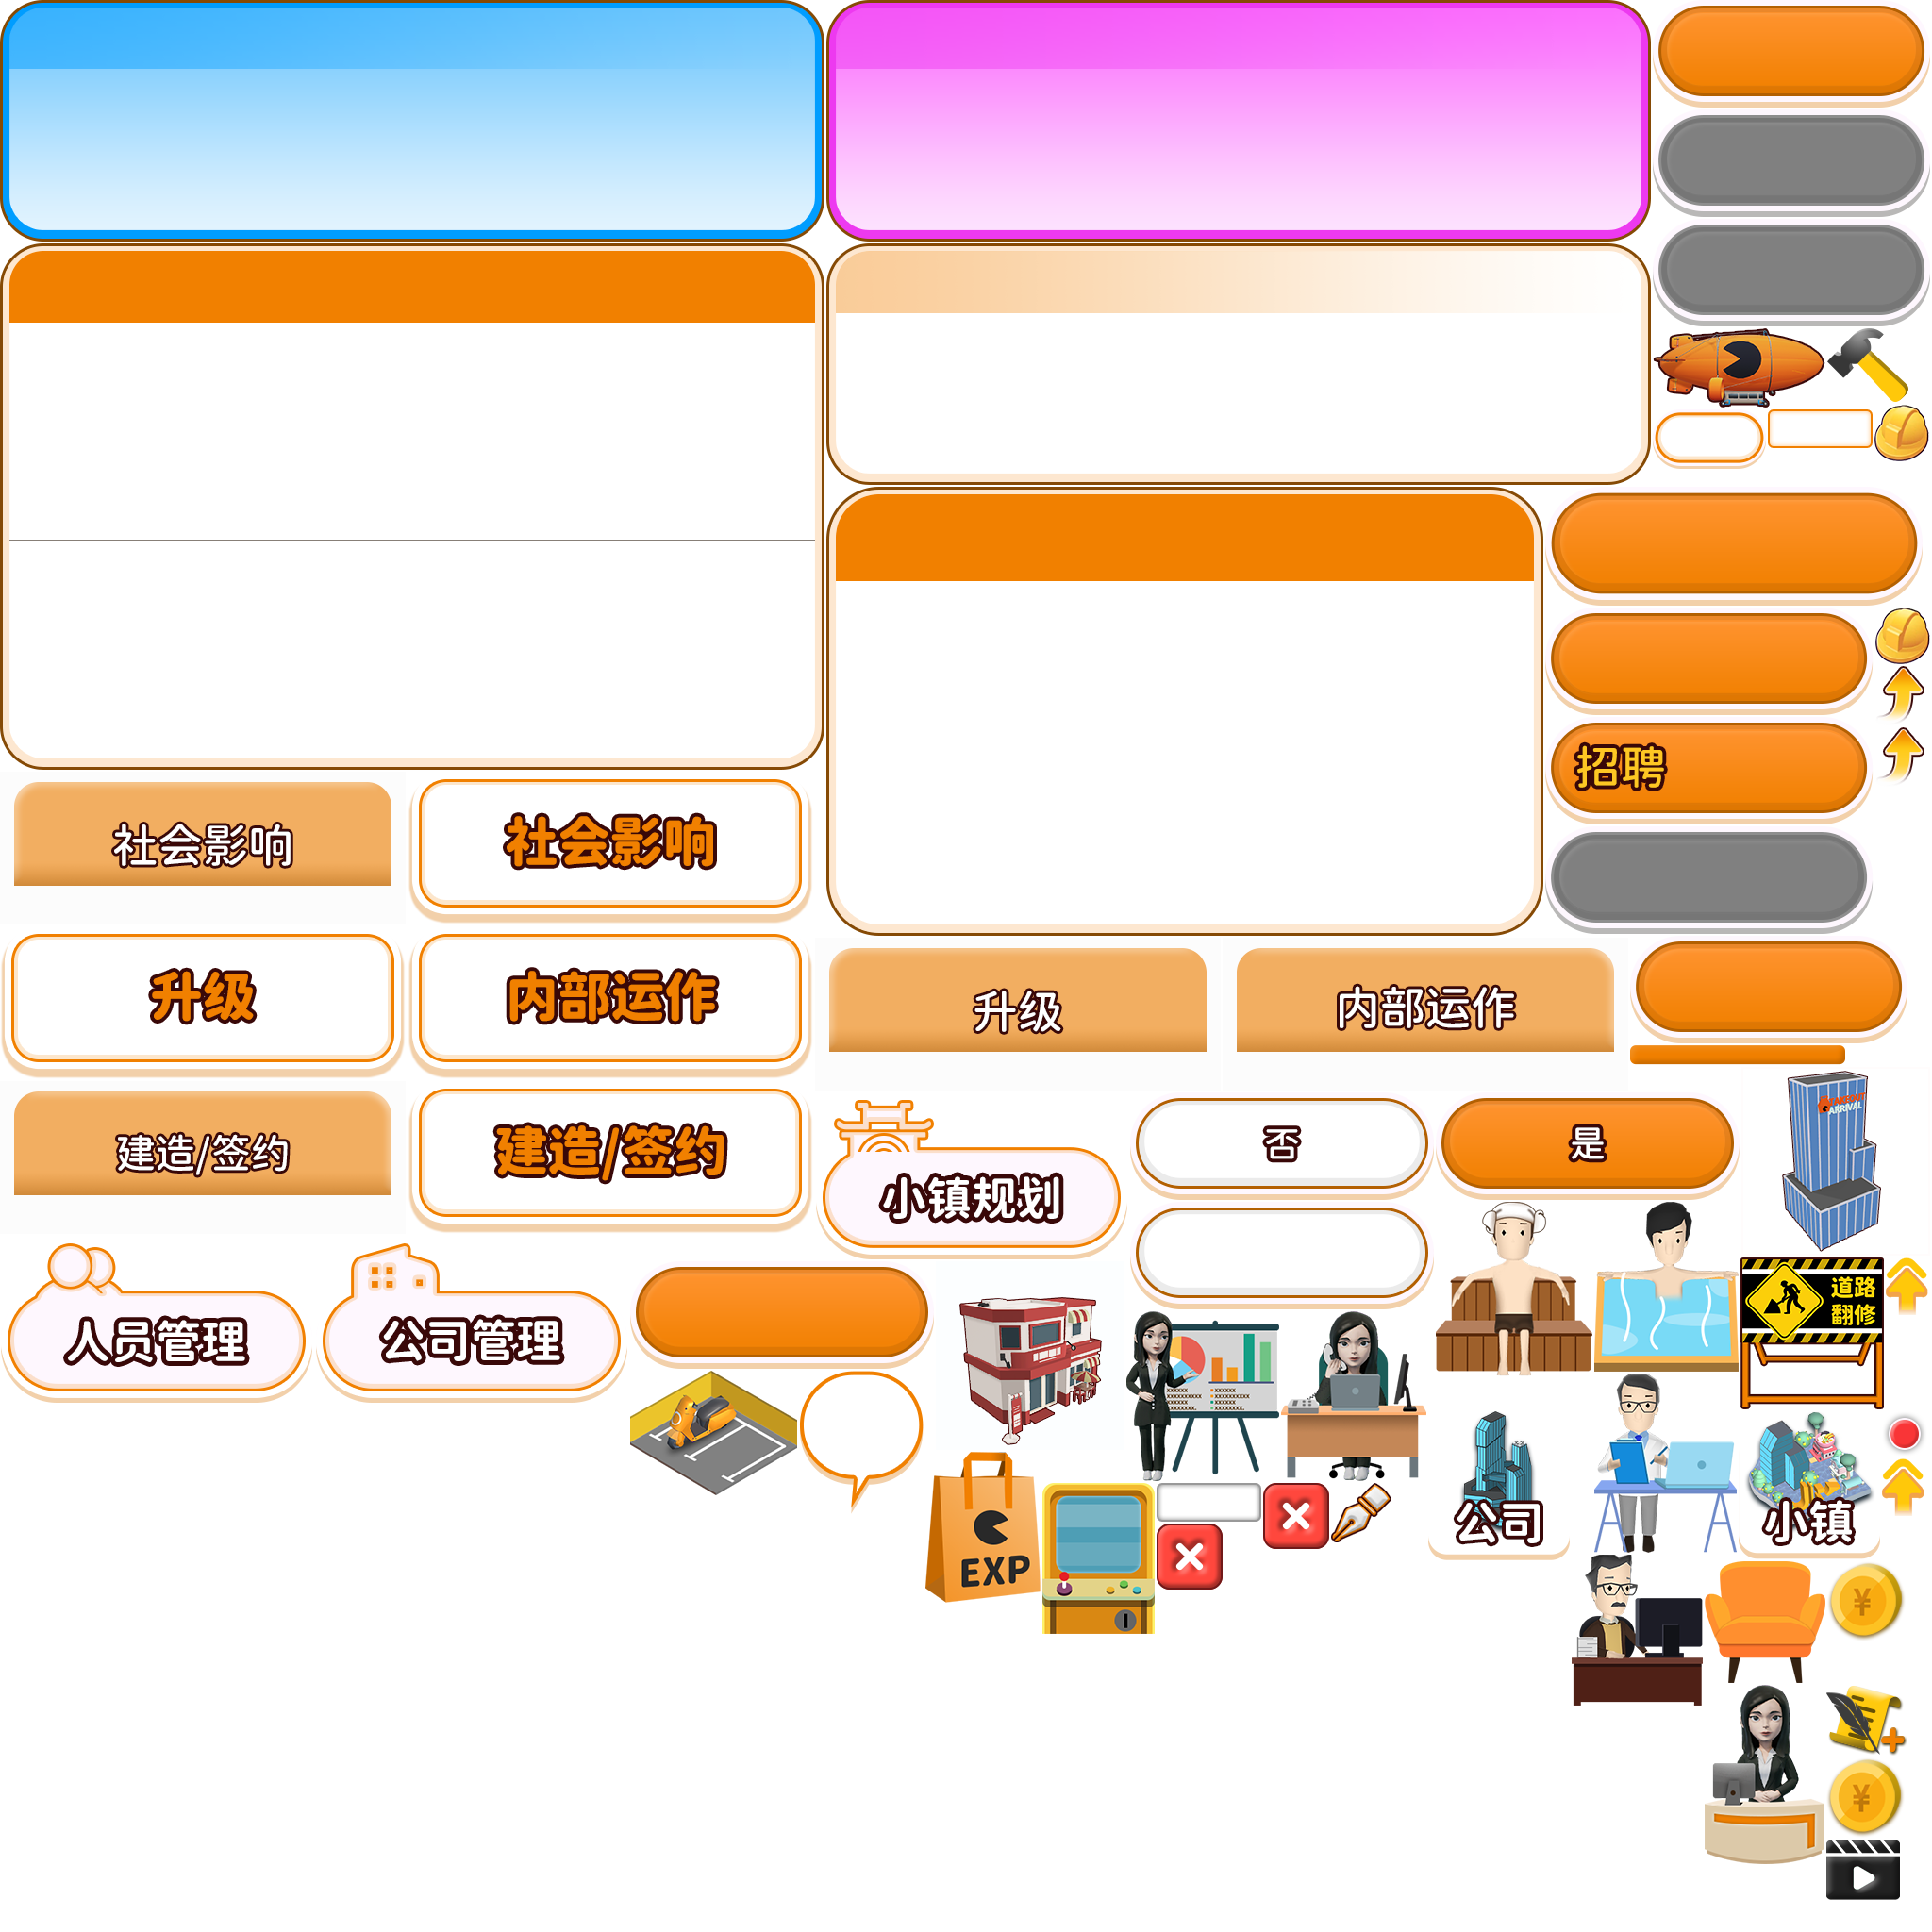 招聘
社会影响
社会影响
升级
内部运作
升级
内部运作
建造/签约
建造/签约
小镇规划
否
是
道路
翻修
人员管理
公司管理
EXP
公司
小镇
¥
¥